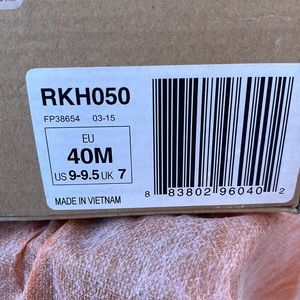 RKH050
FP38654 03-15
EU
40M
US 9-9.5 UK 7
MADE IN VIETNAM
8 83802 96040 2